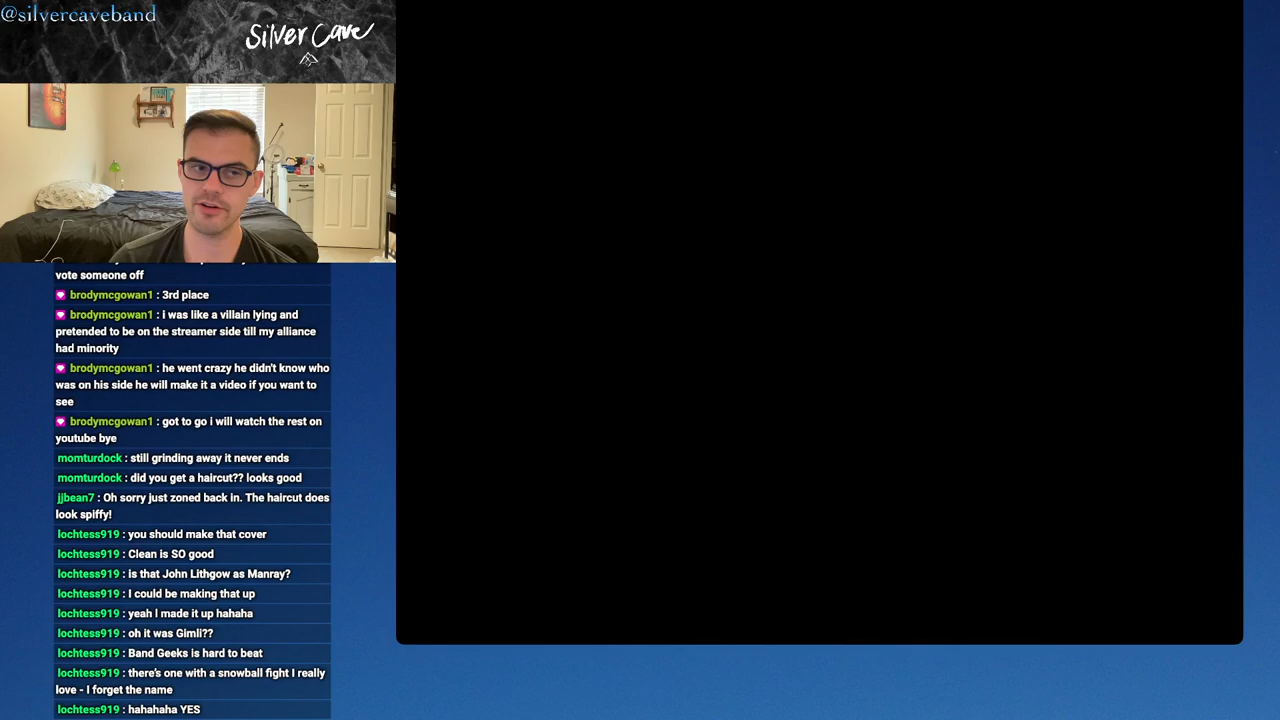 @silvercaveband
Silver Cave
vote someone off
brodymcgowan1 : 3rd place
brodymcgowan1 : i was like a villain lying and
pretended to be on the streamer side till my alliance
had minority
brodymcgowan1 : he went crazy he didn't know who
was on his side he will make it a video if you want to
see
brodymcgowan1 : got to go i will watch the rest on
youtube bye
momturdock : still grinding away it never ends
momturdock : did you get a haircut?? looks good
jjbean7 : Oh sorry just zoned back in. The haircut does
look spiffy!
lochtess919 : you should make that cover
lochtess919 : Clean is SO good
lochtess919 : is that John Lithgow as Manray?
lochtess919 : I could be making that up
lochtess919 : yeah I made it up hahaha
lochtess919 : oh it was Gimli??
lochtess919 : Band Geeks is hard to beat
lochtess919 : there's one with a snowball fight I really
love - I forget the name
lochtess919 : hahahaha YES